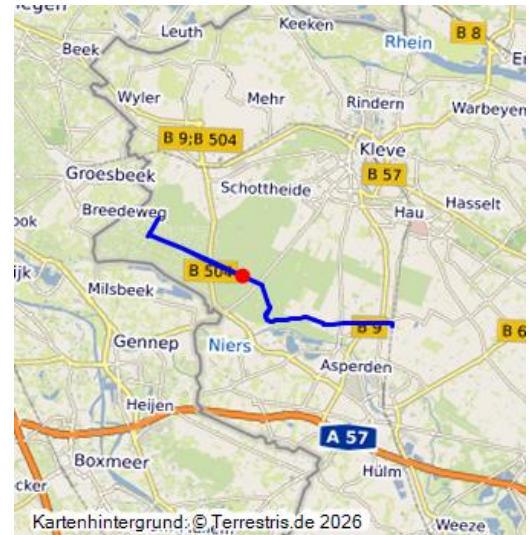 Leuth
Keeken
B 8
Rhein
Beek
Wyler
Mehr
Rindern
Warbeyen
B 9;B 504
Kleve
Groesbeek
Schottheide
B 57
Hasselt
Breedeweg
Hau
B 504
Milsbeek
Gennep
Niers
B 9
Asperden
Heijen
A 57
Boxmeer
Hülm
Weeze
Kartenhintergrund: © Terrestris.de 2026